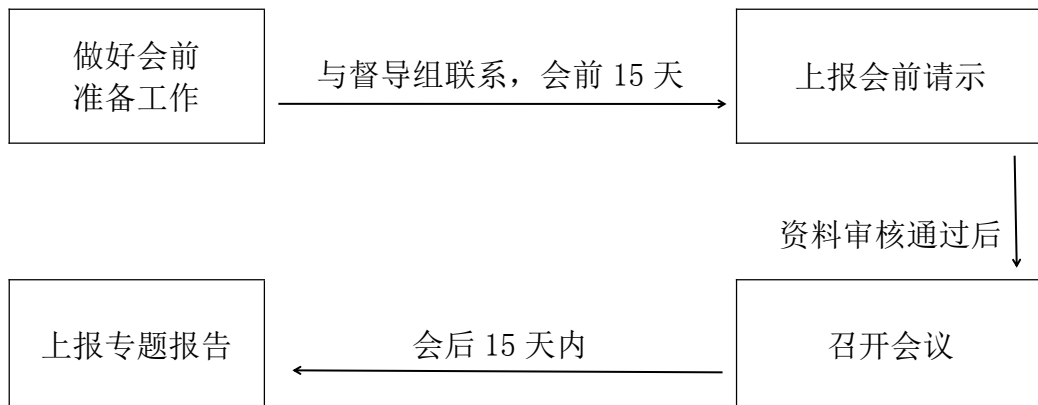 做好会前
准备工作
与督导组联系，会前 15 天
上报会前请示
资料审核通过后
召开会议
会后 15 天内
上报专题报告